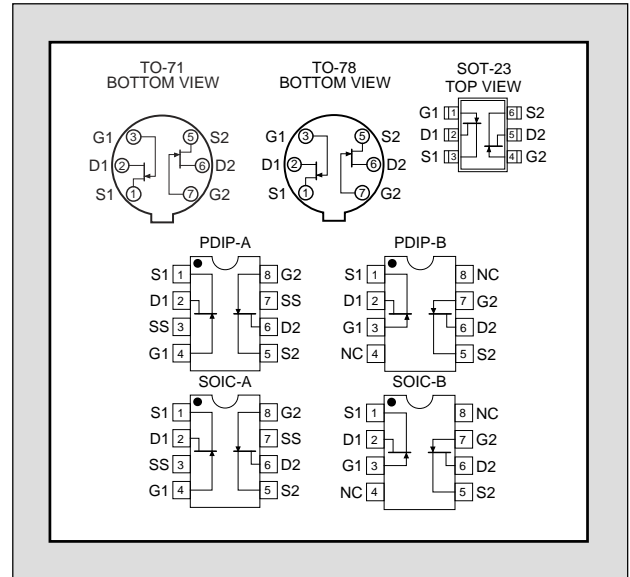 TO-71
BOTTOM VIEW
TO-78
BOTTOM VIEW
SOT-23
TOP VIEW
G1 3 5 S2
D1 2 6 D2
S1 1 7 G2
G1 3 5 S2
D1 2 6 D2
S1 1 7 G2
G1 1 6 S2
D1 2 5 D2
S1 3 4 G2
PDIP-A
S1 1 8 G2
D1 2 7 SS
SS 3 6 D2
G1 4 5 S2
PDIP-B
S1 1 8 NC
D1 2 7 G2
G1 3 6 D2
NC 4 5 S2
SOIC-A
S1 1 8 G2
D1 2 7 SS
SS 3 6 D2
G1 4 5 S2
SOIC-B
S1 1 8 NC
D1 2 7 G2
G1 3 6 D2
NC 4 5 S2